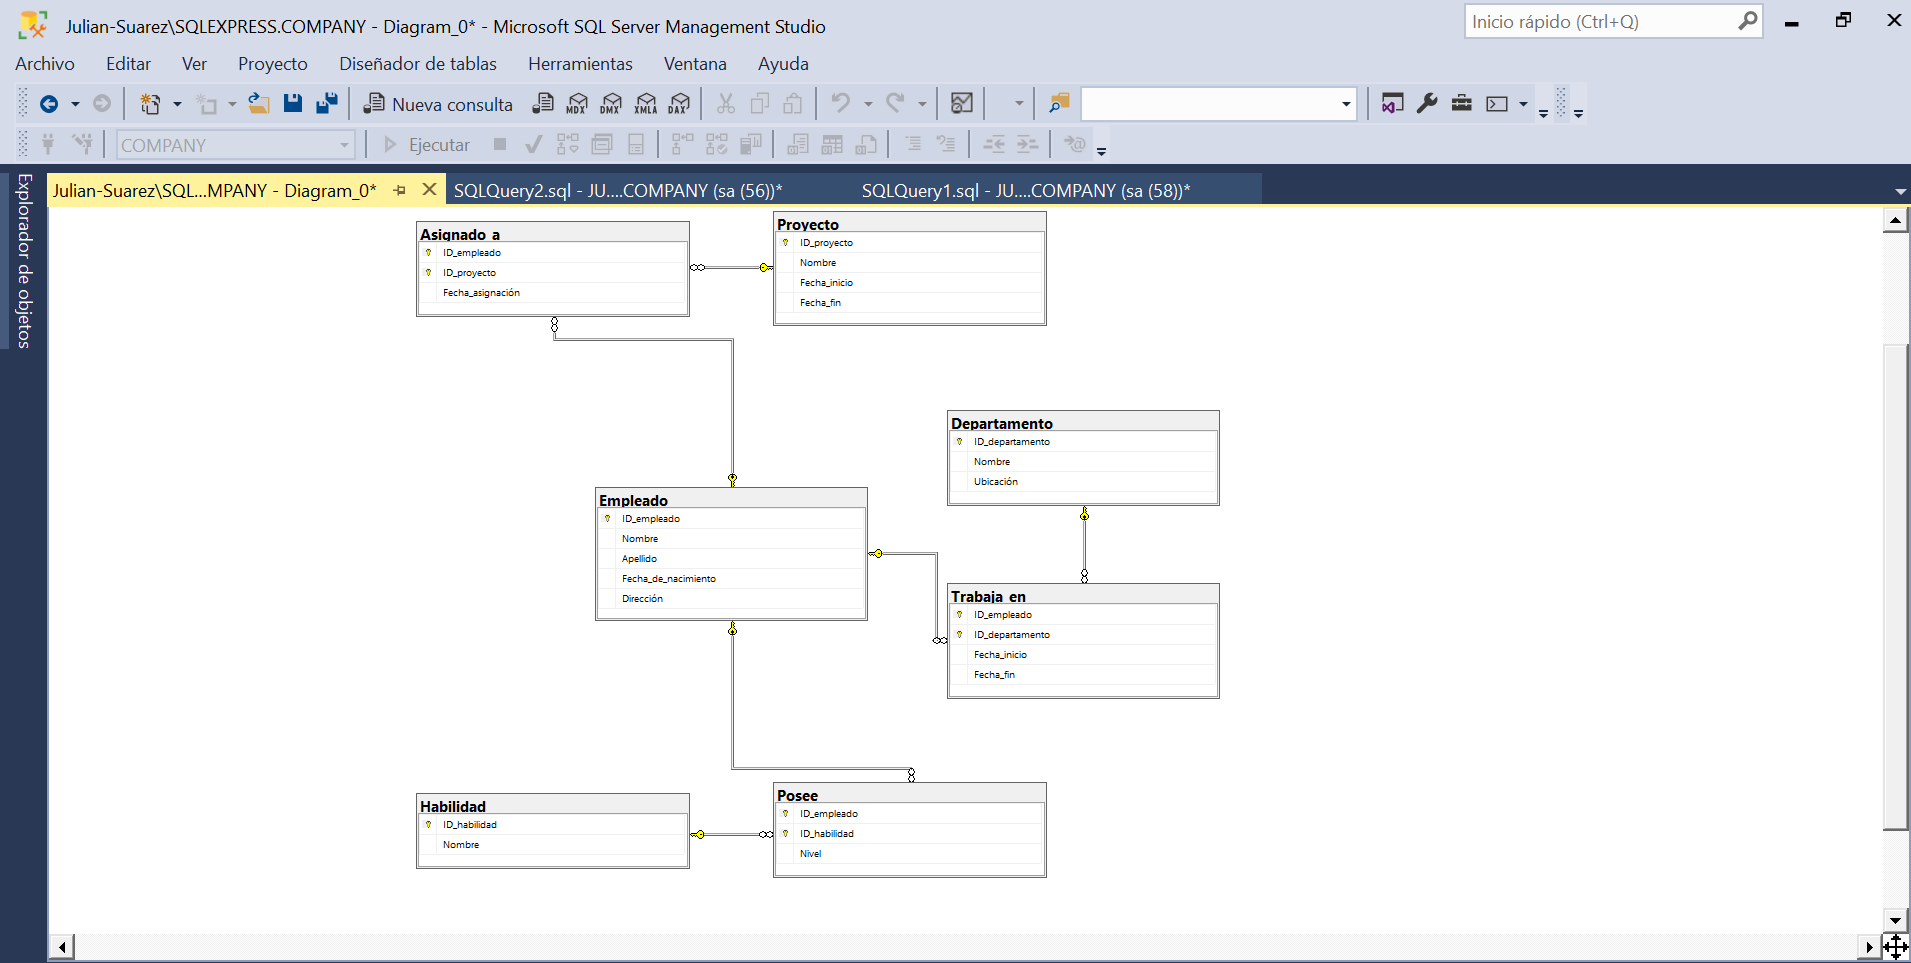 Julian-Suarez\SQLEXPRESS.COMPANY - Diagram_0* - Microsoft SQL Server Management Studio
Inicio rápido (Ctrl+Q)
Archivo Editar Ver Proyecto Diseñador de tablas Herramientas Ventana Ayuda
Nueva consulta MDX DMX XMLA DAX
COMPANY Ejecutar
Explorador de objetos
Julian-Suarez\SQL...MPANY - Diagram_0* SQLQuery2.sql - JU....COMPANY (sa (56))* SQLQuery1.sql - JU....COMPANY (sa (58))*
Asignado_a
ID_empleado
ID_proyecto
Fecha_asignación
Proyecto
ID_proyecto
Nombre
Fecha_inicio
Fecha_fin
Departamento
ID_departamento
Nombre
Ubicación
Empleado
ID_empleado
Nombre
Apellido
Fecha_de_nacimiento
Dirección
Trabaja_en
ID_empleado
ID_departamento
Fecha_inicio
Fecha_fin
Habilidad
ID_habilidad
Nombre
Posee
ID_empleado
ID_habilidad
Nivel